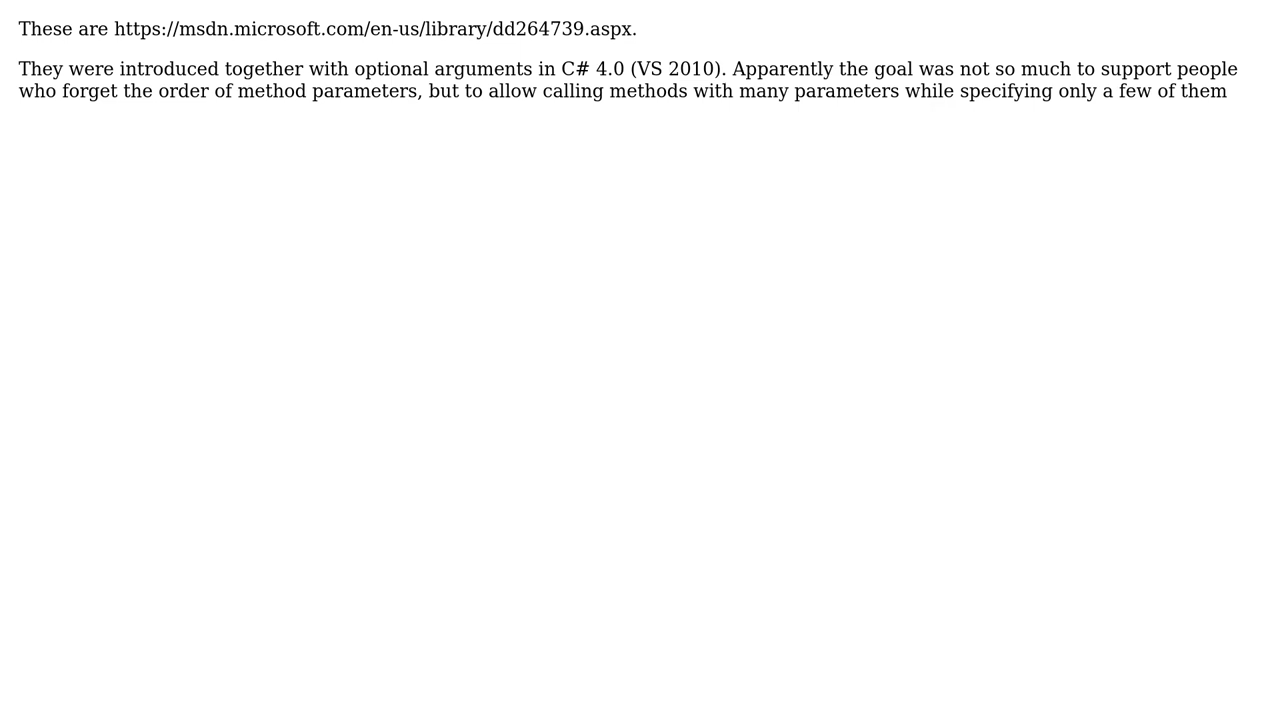 These are https://msdn.microsoft.com/en-us/library/dd264739.aspx.
They were introduced together with optional arguments in C# 4.0 (VS 2010). Apparently the goal was not so much to support people
who forget the order of method parameters, but to allow calling methods with many parameters while specifying only a few of them